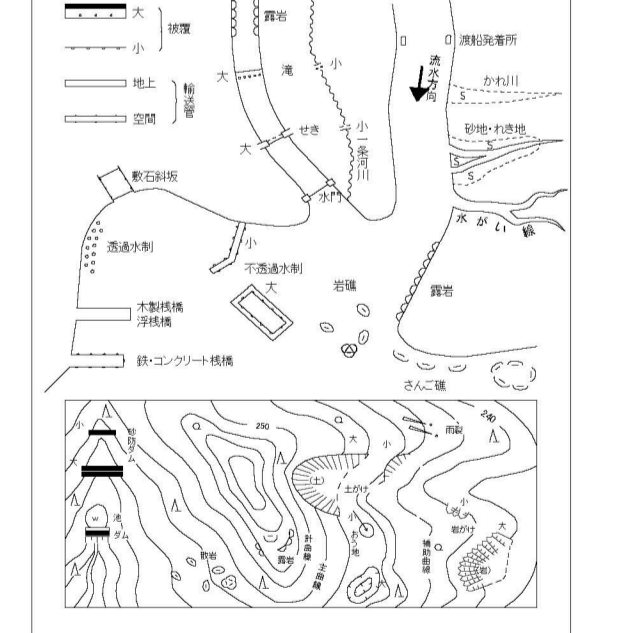 大
小
被覆
地上
空間
輸送管
露岩
大
滝
小
せき
大
小
一条河川
水門
渡船発着所
流水方向
かれ川
S
砂地・れき地
S
S
S
水がい線
敷石斜坂
透過水制
小
不透過水制
大
岩礁
露岩
木製桟橋
浮桟橋
鉄・コンクリート桟橋
さんご礁
小
砂防ダム
大
池
ダム
w
Q
250
Q
大
小
240
雨裂
(土)
土がけ
小
おう地
計曲線
主曲線
散岩
露岩
大
補助曲線
Q
小
岩がけ
大
(岩)